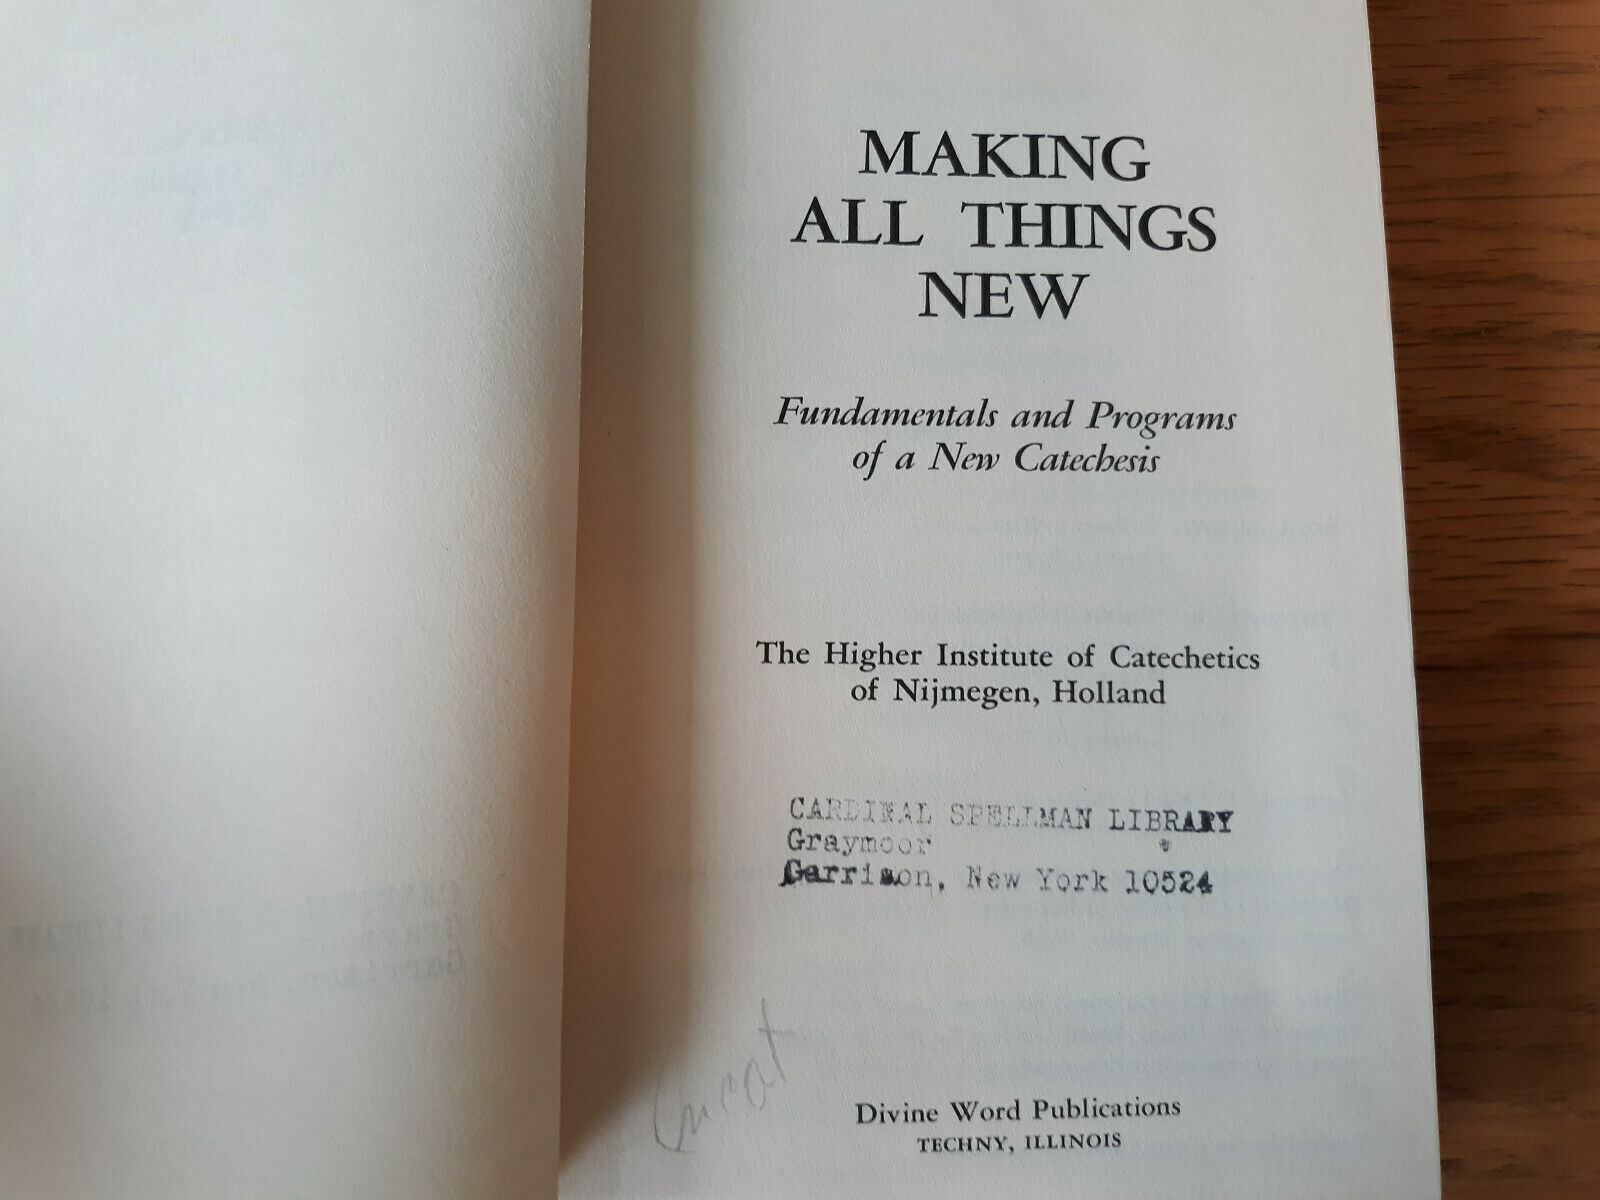 MAKING
ALL THINGS
NEW
Fundamentals and Programs
of a New Catechesis
The Higher Institute of Catechetics
of Nijmegen, Holland
CARDINAL SPELLMAN LIBRARY
Graymoor
Garrison, New York 10524
Divine Word Publications
TECHNY, ILLINOIS